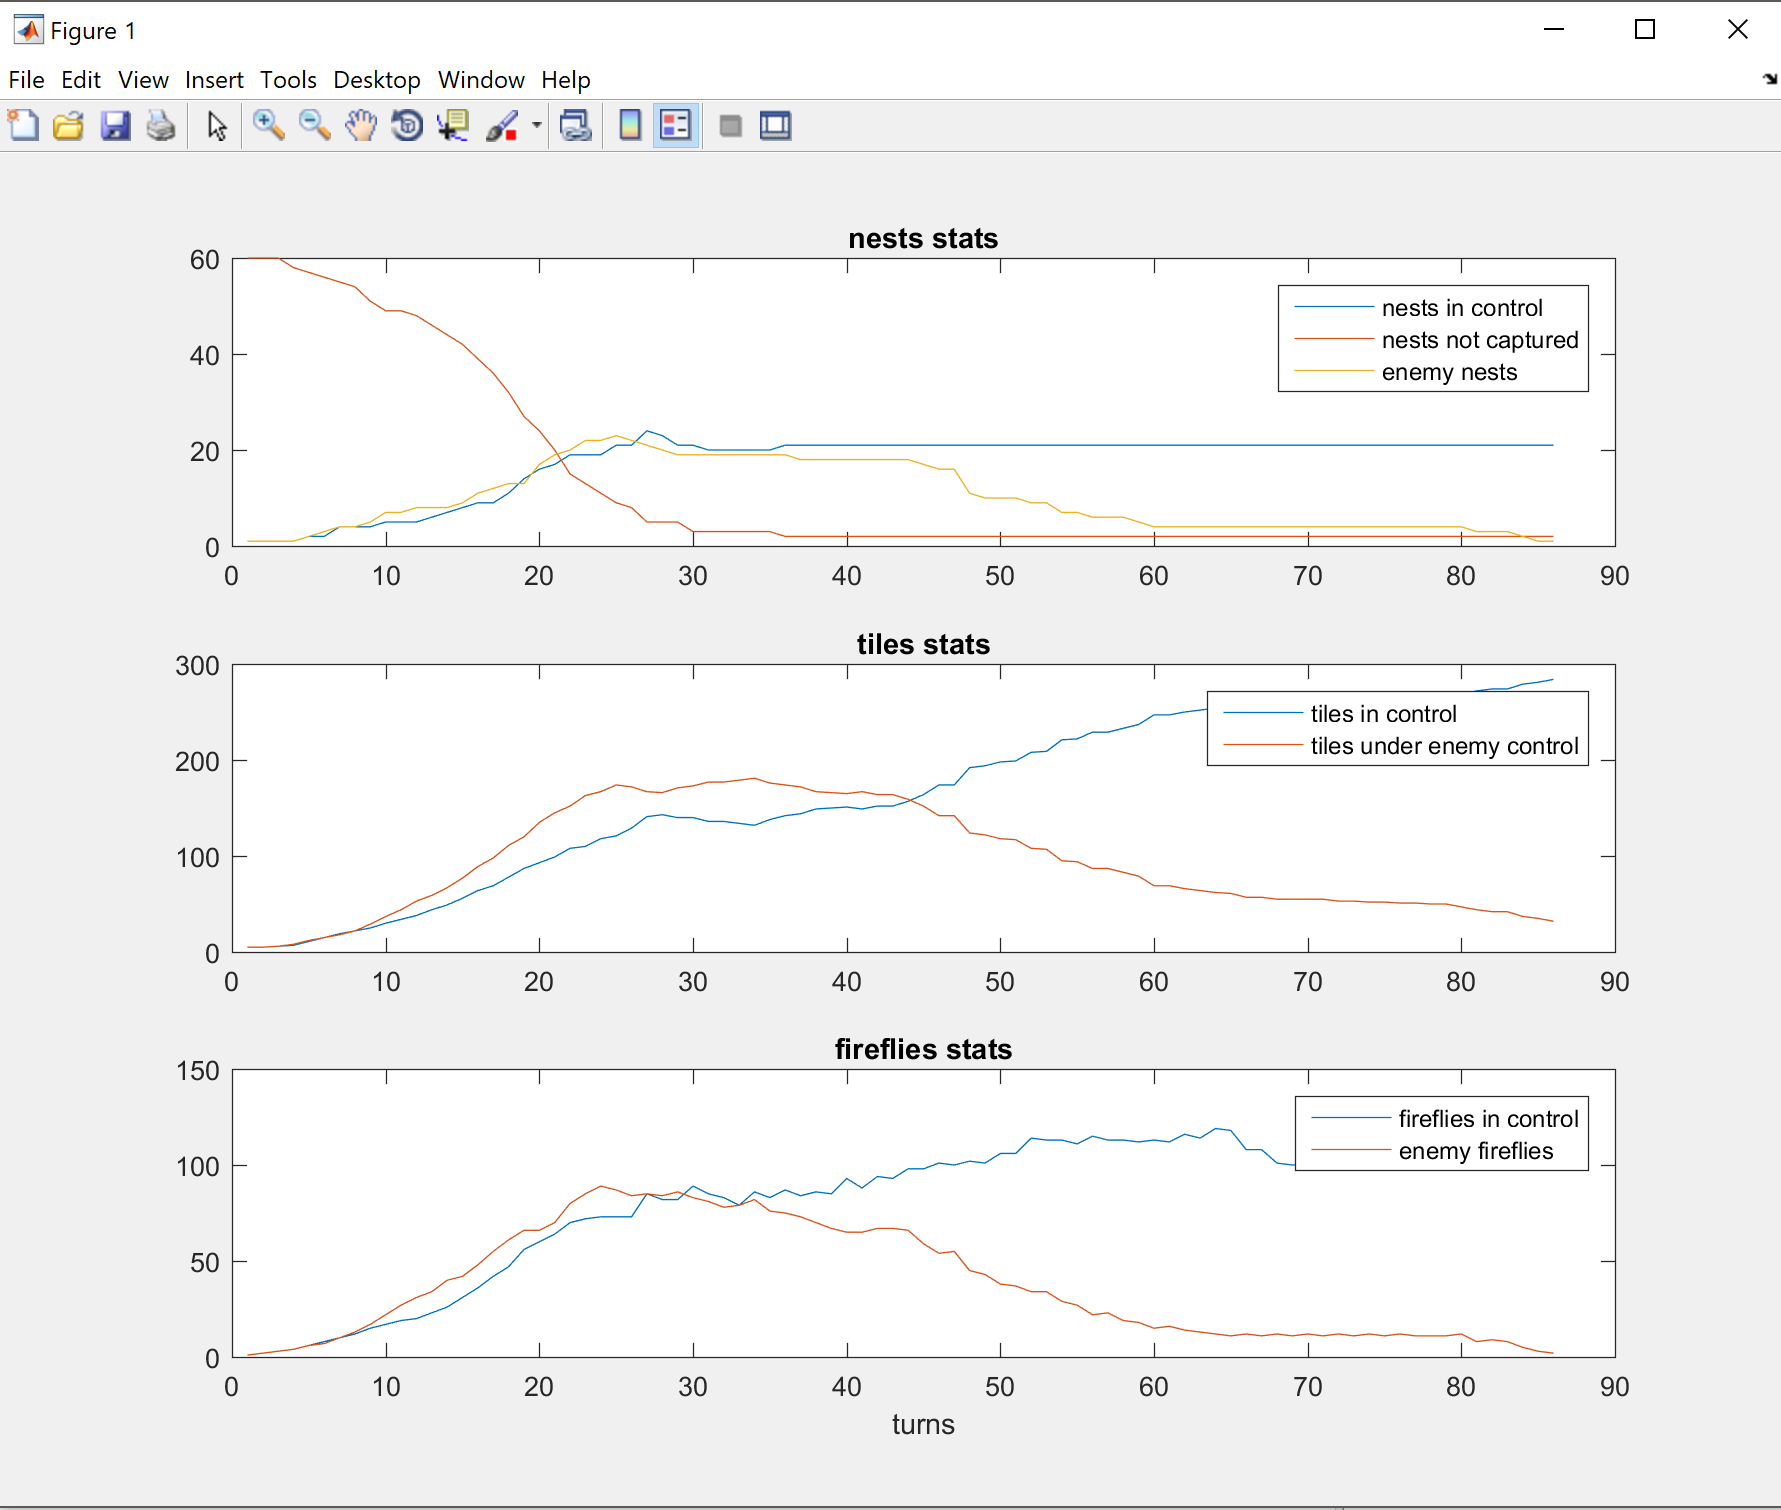 Figure 1
File Edit View Insert Tools Desktop Window Help
nests stats
60
40
20
0
0 10 20 30 40 50 60 70 80 90
nests in control
nests not captured
enemy nests
tiles stats
300
200
100
0
0 10 20 30 40 50 60 70 80 90
tiles in control
tiles under enemy control
fireflies stats
150
100
50
0
0 10 20 30 40 50 60 70 80 90
fireflies in control
enemy fireflies
turns